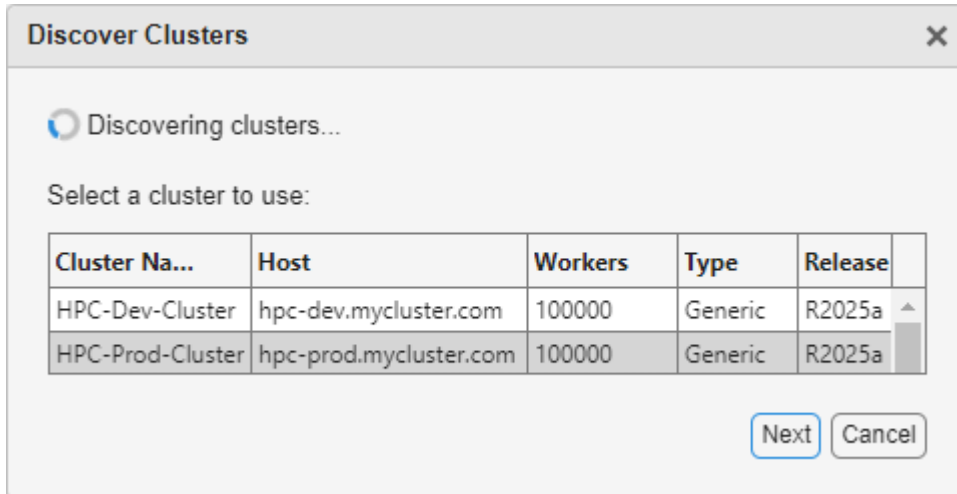 Discover Clusters
Discovering clusters...
Select a cluster to use:
Cluster Na... Host Workers Type Release
HPC-Dev-Cluster hpc-dev.mycluster.com 100000 Generic R2025a
HPC-Prod-Cluster hpc-prod.mycluster.com 100000 Generic R2025a
Next Cancel